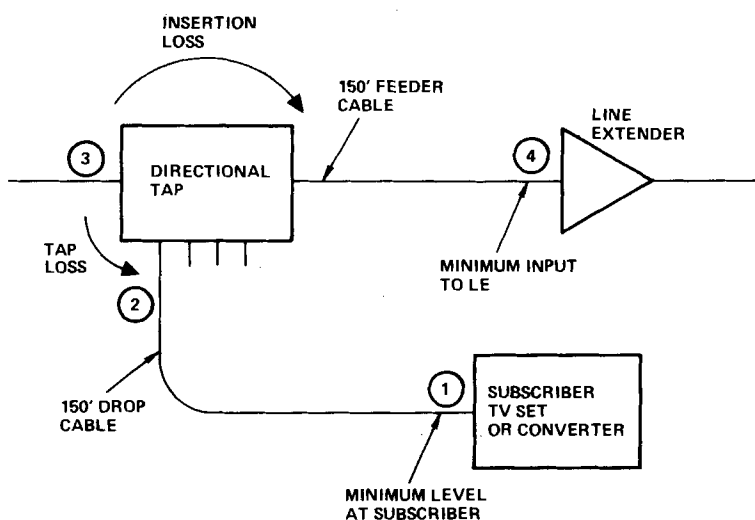 INSERTION
LOSS
150' FEEDER
CABLE
LINE
EXTENDER
3
DIRECTIONAL
TAP
4
TAP
LOSS
MINIMUM INPUT
TO LE
2
150' DROP
CABLE
1
SUBSCRIBER
TV SET
OR CONVERTER
MINIMUM LEVEL
AT SUBSCRIBER